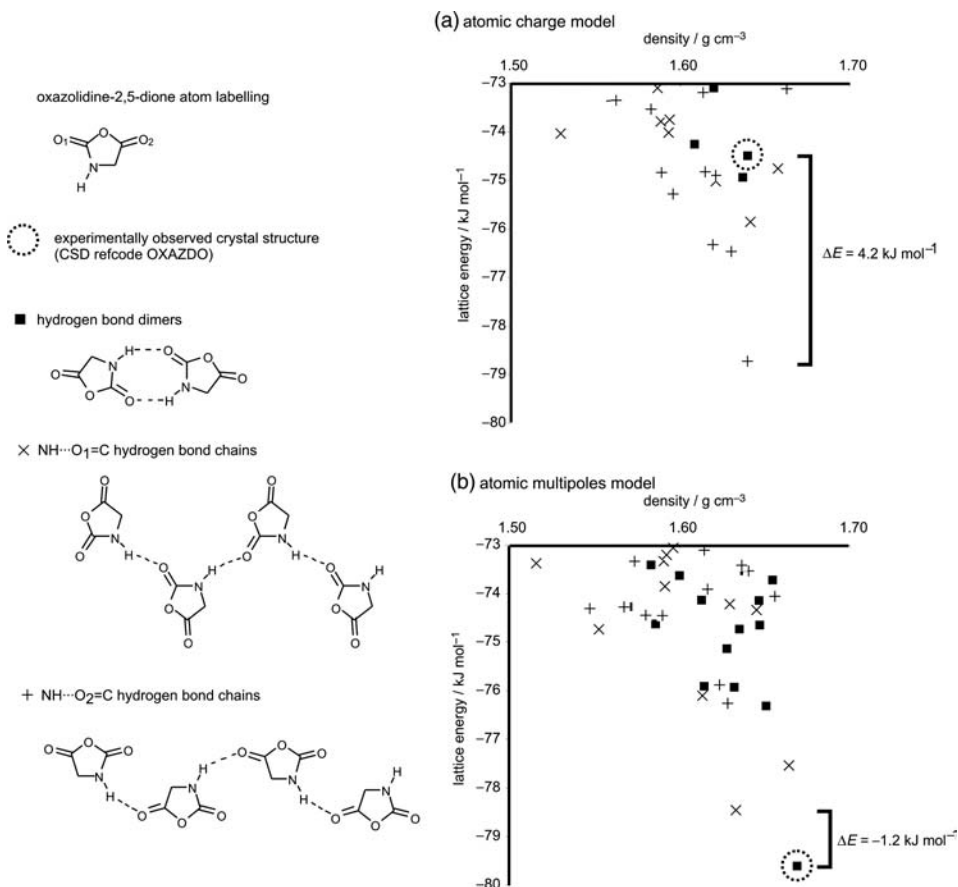 oxazolidine-2,5-dione atom labelling
O₁
O
O₂
N
H
experimentally observed crystal structure
(CSD refcode OXAZDO)
hydrogen bond dimers
N
H
O
O
O
O
O
O
H
N
NH···O₁=C hydrogen bond chains
O
O
N
O
H
O
H
N
O
O
O
O
N
O
H
O
H
N
O
O
NH···O₂=C hydrogen bond chains
O
O
O
N
H
H
N
O
O
O
O
O
O
N
H
H
N
O
O
O
(a) atomic charge model
density / g cm⁻³
1.50
1.60
1.70
−73
−74
−75
−76
−77
−78
−79
−80
lattice energy / kJ mol⁻¹
ΔE = 4.2 kJ mol⁻¹
(b) atomic multipoles model
density / g cm⁻³
1.50
1.60
1.70
−73
−74
−75
−76
−77
−78
−79
−80
lattice energy / kJ mol⁻¹
ΔE = −1.2 kJ mol⁻¹